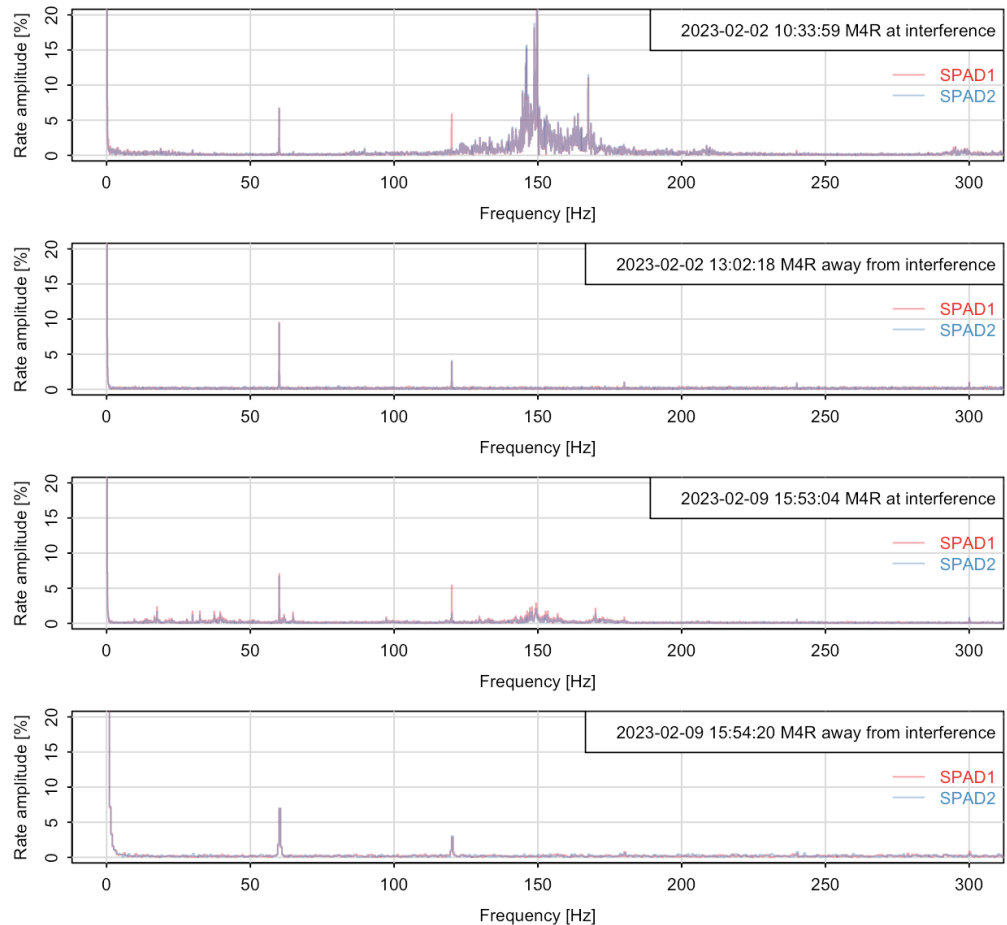 Rate amplitude [%]
20
15
10
5
0
2023-02-02 10:33:59 M4R at interference
SPAD1
SPAD2
0 50 100 150 200 250 300
Frequency [Hz]
Rate amplitude [%]
20
15
10
5
0
2023-02-02 13:02:18 M4R away from interference
SPAD1
SPAD2
0 50 100 150 200 250 300
Frequency [Hz]
Rate amplitude [%]
20
15
10
5
0
2023-02-09 15:53:04 M4R at interference
SPAD1
SPAD2
0 50 100 150 200 250 300
Frequency [Hz]
Rate amplitude [%]
20
15
10
5
0
2023-02-09 15:54:20 M4R away from interference
SPAD1
SPAD2
0 50 100 150 200 250 300
Frequency [Hz]